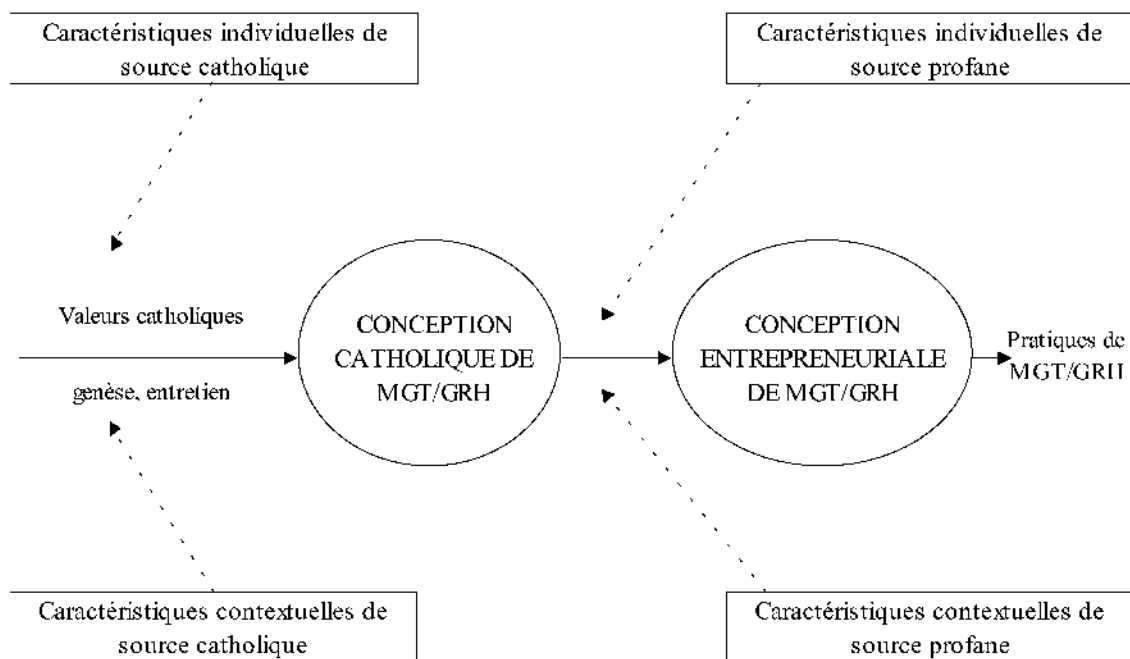 Caractéristiques individuelles de
source catholique
Caractéristiques individuelles de
source profane
Valeurs catholiques
genèse, entretien
CONCEPTION
CATHOLIQUE DE
MGT/GRH
CONCEPTION
ENTREPRENEURIALE
DE MGT/GRH
Pratiques de
MGT/GRH
Caractéristiques contextuelles de
source catholique
Caractéristiques contextuelles de
source profane